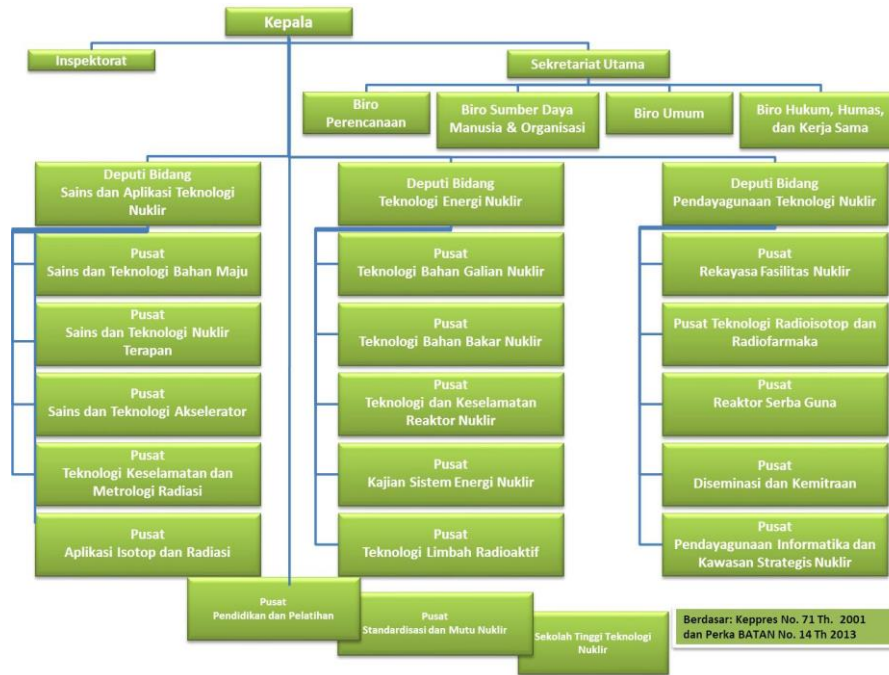 Kepala
Inspektorat
Sekretariat Utama
Biro
Perencanaan
Biro Sumber Daya
Manusia & Organisasi
Biro Umum
Biro Hukum, Humas,
dan Kerja Sama
Deputi Bidang
Sains dan Aplikasi Teknologi
Nuklir
Deputi Bidang
Teknologi Energi Nuklir
Deputi Bidang
Pendayagunaan Teknologi Nuklir
Pusat
Sains dan Teknologi Bahan Maju
Pusat
Teknologi Bahan Galian Nuklir
Pusat
Rekayasa Fasilitas Nuklir
Pusat
Sains dan Teknologi Nuklir
Terapan
Pusat
Teknologi Bahan Bakar Nuklir
Pusat Teknologi Radioisotop dan
Radiofarmaka
Pusat
Sains dan Teknologi Akselerator
Pusat
Teknologi dan Keselamatan
Reaktor Nuklir
Pusat
Reaktor Serba Guna
Pusat
Teknologi Keselamatan dan
Metrologi Radiasi
Pusat
Kajian Sistem Energi Nuklir
Pusat
Diseminasi dan Kemitraan
Pusat
Aplikasi Isotop dan Radiasi
Pusat
Teknologi Limbah Radioaktif
Pusat
Pendayagunaan Informatika dan
Kawasan Strategis Nuklir
Pusat
Pendidikan dan Pelatihan
Pusat
Standardisasi dan Mutu Nuklir
Sekolah Tinggi Teknologi
Nuklir
Berdasar: Keppres No. 71 Th. 2001
dan Perka BATAN No. 14 Th 2013